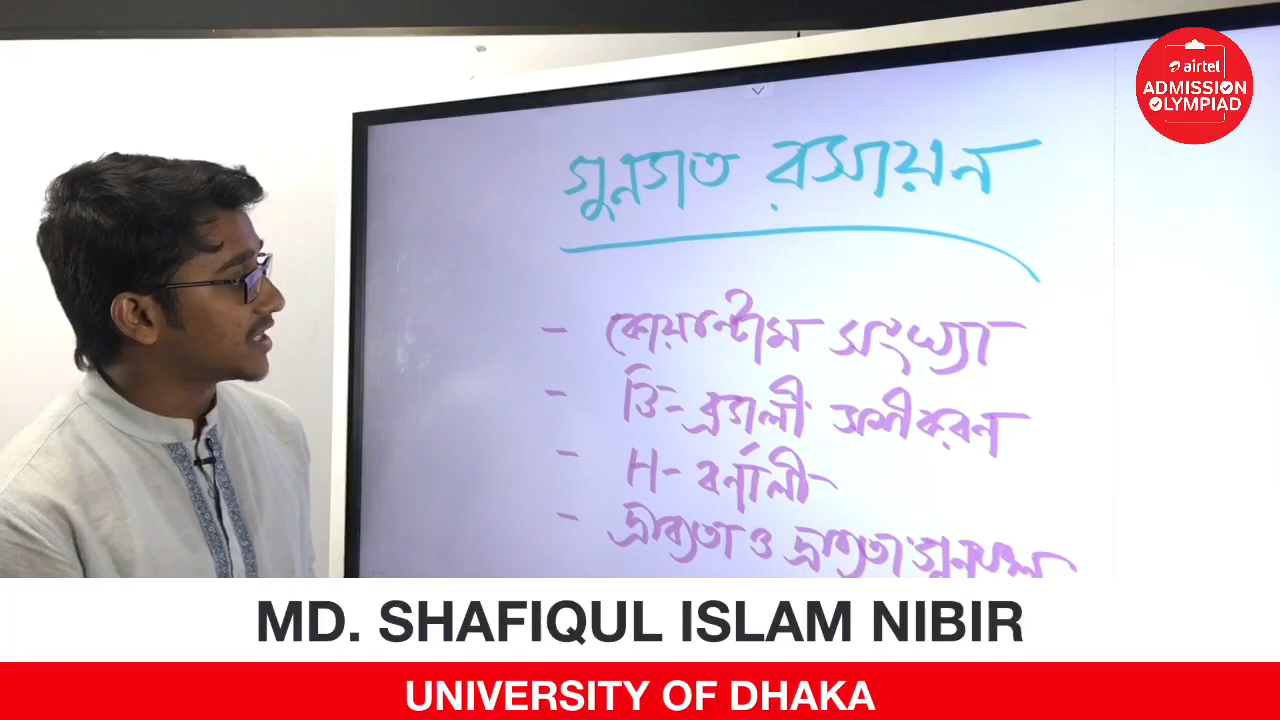 airtel
ADMISSION
OLYMPIAD
গুনগত রসায়ন
- কোয়ান্টাম সংখ্যা
- ডি-ব্রগলী সমীকরন
- H- বর্নালী
- দ্রাব্যতা ও দ্রাব্যতা গুনফল
MD. SHAFIQUL ISLAM NIBIR
UNIVERSITY OF DHAKA